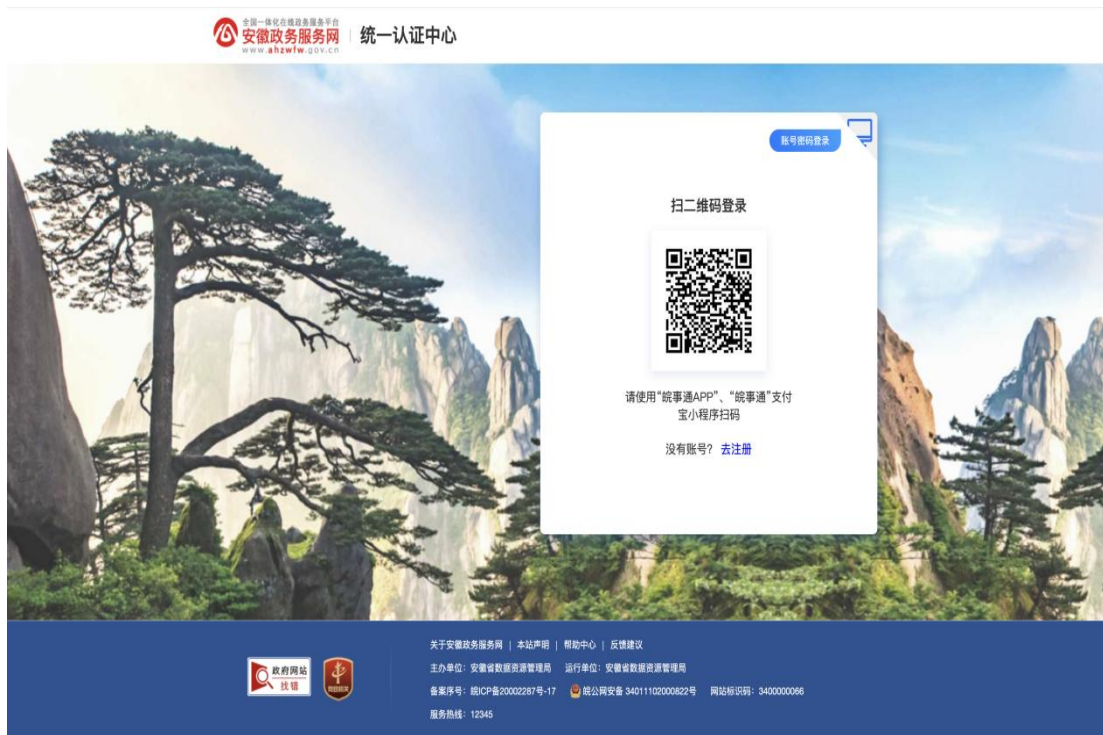 全国一体化在线政务服务平台
安徽政务服务网
www.ahzwfw.gov.cn
统一认证中心
账号密码登录
扫二维码登录
请使用“皖事通APP”、“皖事通”支付
宝小程序扫码
没有账号? 去注册
关于安徽政务服务网 | 本站声明 | 帮助中心 | 反馈建议
主办单位：安徽省数据资源管理局 运行单位：安徽省数据资源管理局
备案序号：皖ICP备20002287号-17 皖公网安备 34011102000822号 网站标识码：3400000066
服务热线：12345
政府网站
找错
党政机关